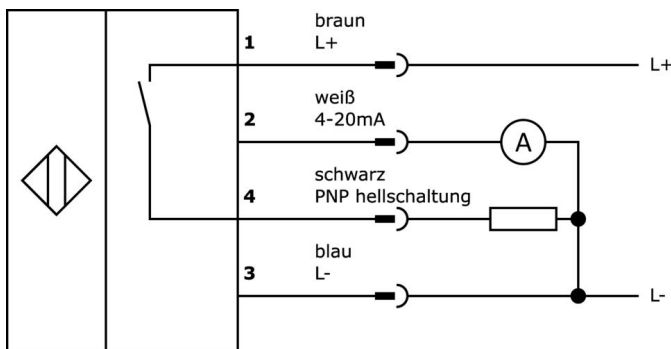 braun
1 L+
L+
weiß
2 4-20mA
A
schwarz
4 PNP hellschaltung
blau
3 L-
L-